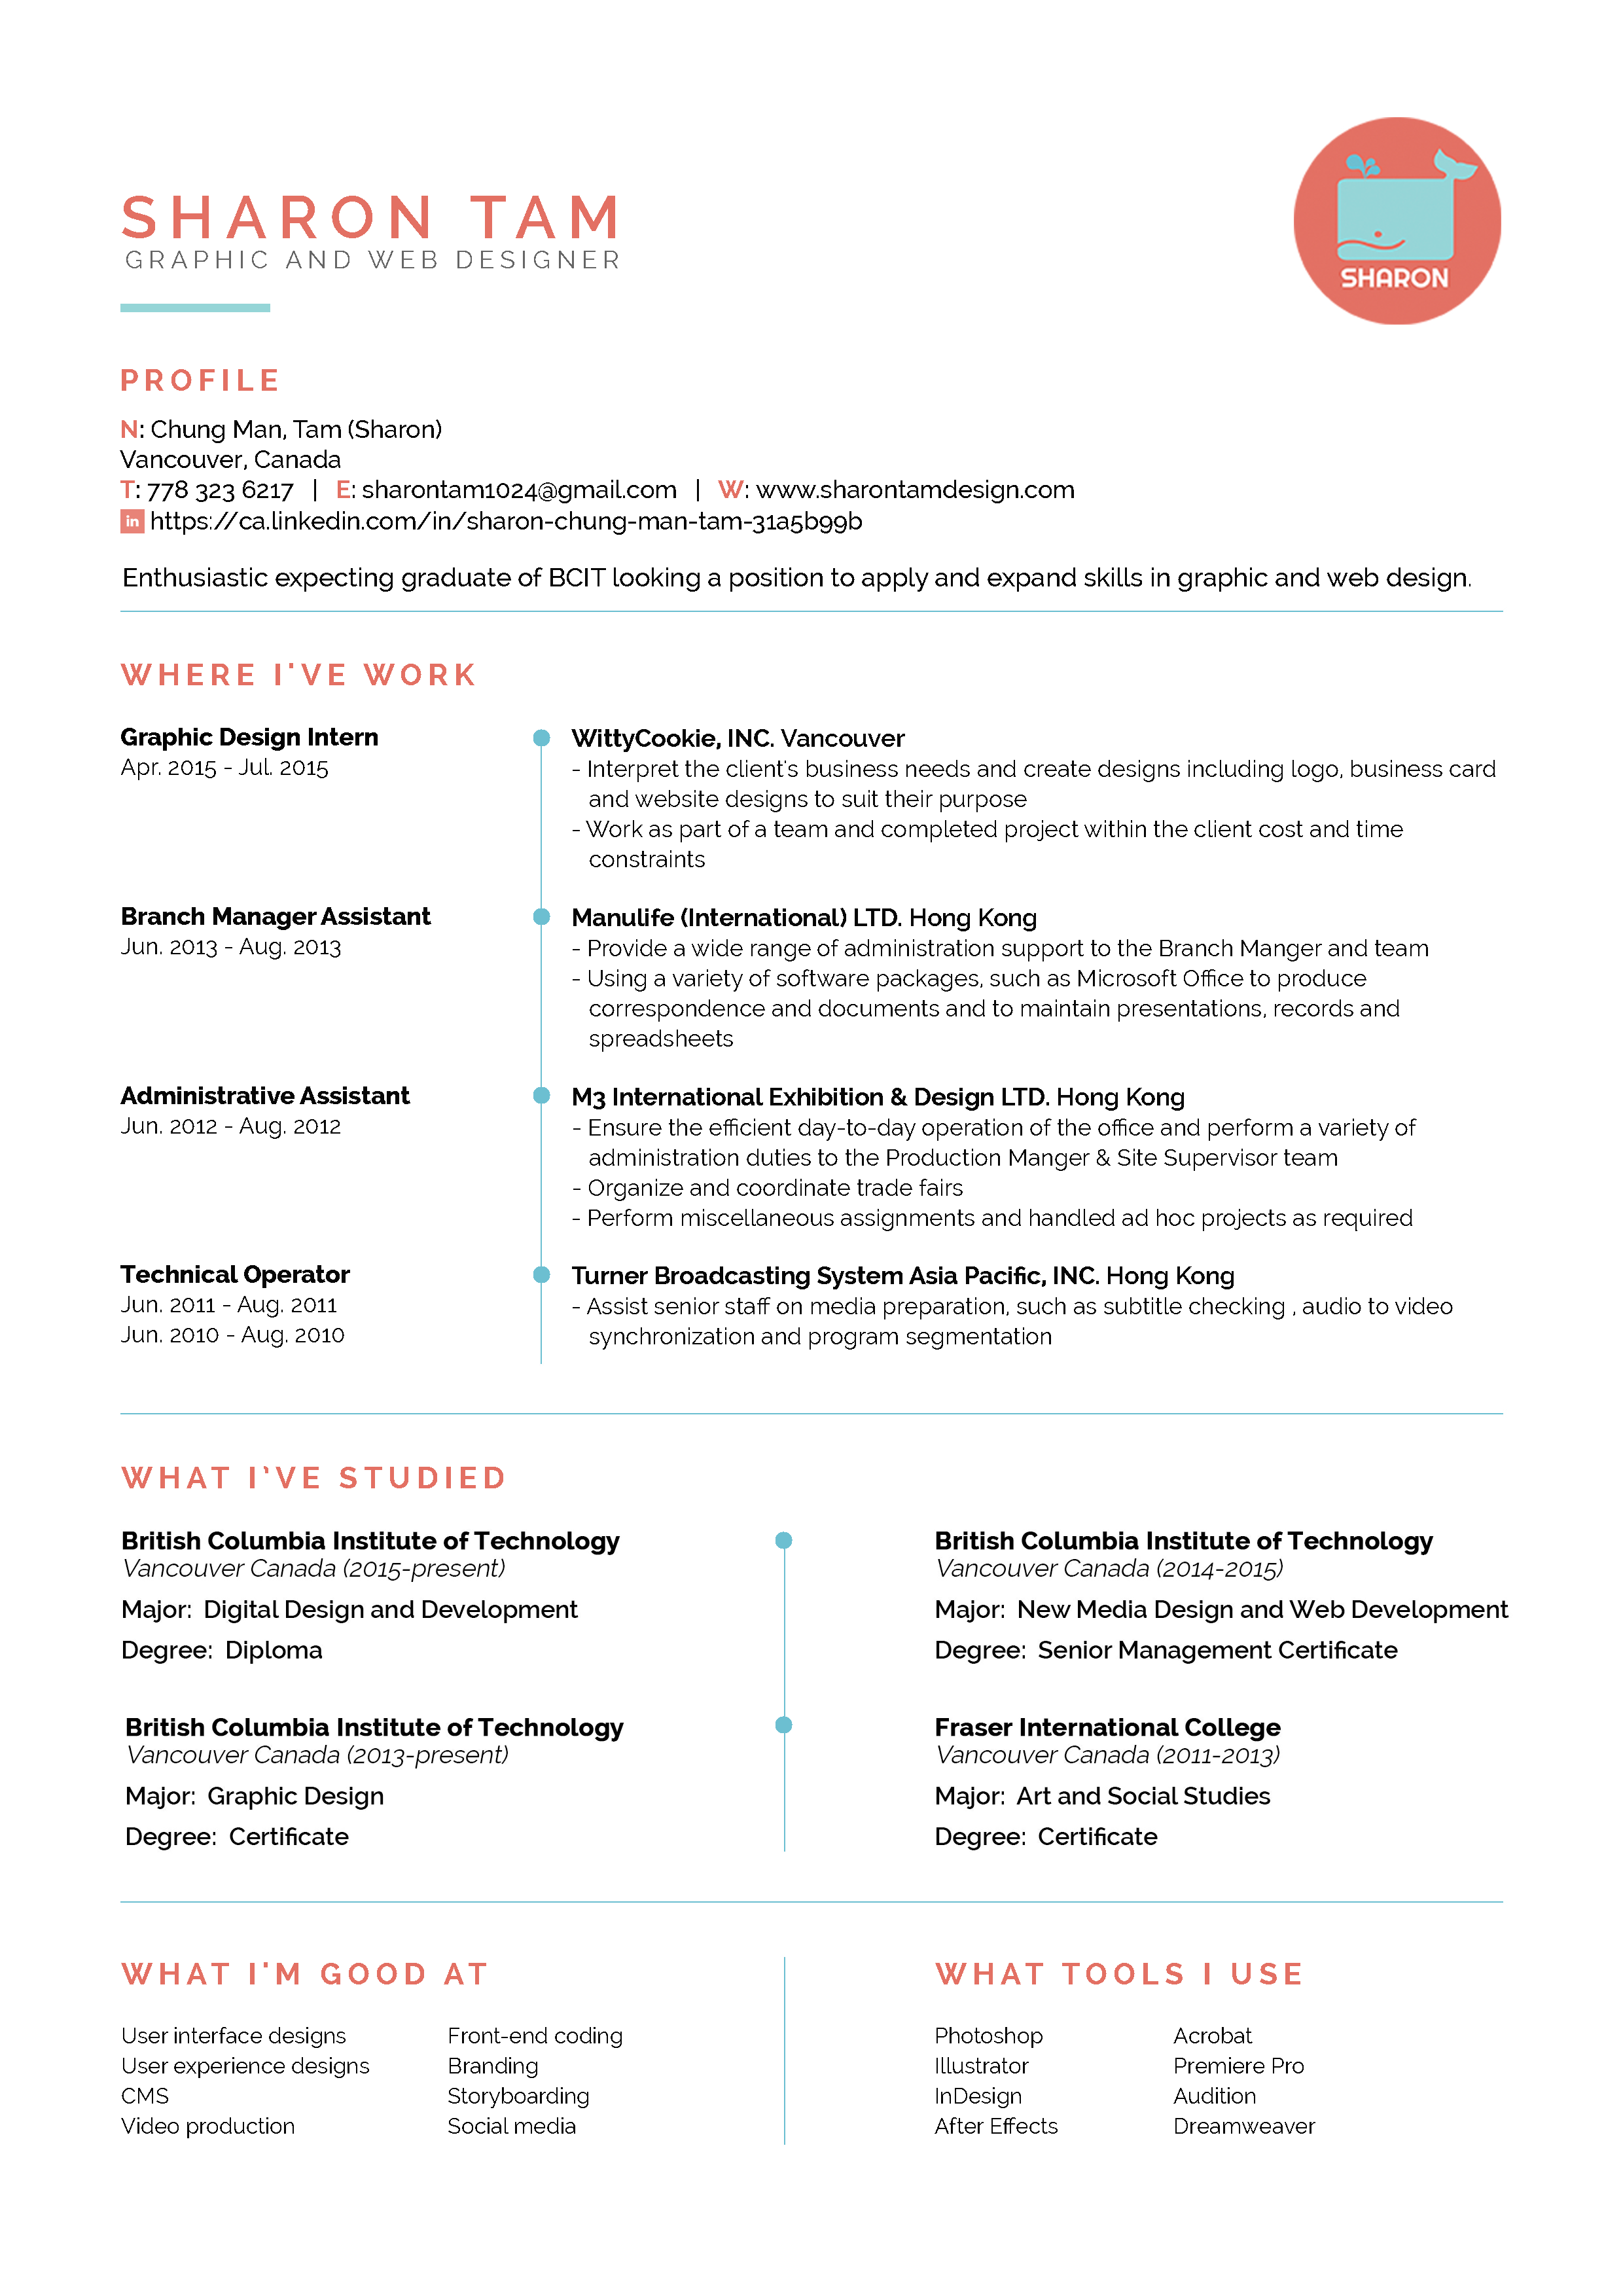 SHARON TAM
GRAPHIC AND WEB DESIGNER
SHARON
PROFILE
N: Chung Man, Tam (Sharon)
Vancouver, Canada
T: 778 323 6217 | E: sharontam1024@gmail.com | W: www.sharontamdesign.com
in https://ca.linkedin.com/in/sharon-chung-man-tam-31a5b99b
Enthusiastic expecting graduate of BCIT looking a position to apply and expand skills in graphic and web design.
WHERE I'VE WORK
Graphic Design Intern
Apr. 2015 - Jul. 2015
WittyCookie, INC. Vancouver
- Interpret the client's business needs and create designs including logo, business card
and website designs to suit their purpose
- Work as part of a team and completed project within the client cost and time
constraints
Branch Manager Assistant
Jun. 2013 - Aug. 2013
Manulife (International) LTD. Hong Kong
- Provide a wide range of administration support to the Branch Manger and team
- Using a variety of software packages, such as Microsoft Office to produce
correspondence and documents and to maintain presentations, records and
spreadsheets
Administrative Assistant
Jun. 2012 - Aug. 2012
M3 International Exhibition & Design LTD. Hong Kong
- Ensure the efficient day-to-day operation of the office and perform a variety of
administration duties to the Production Manger & Site Supervisor team
- Organize and coordinate trade fairs
- Perform miscellaneous assignments and handled ad hoc projects as required
Technical Operator
Jun. 2011 - Aug. 2011
Jun. 2010 - Aug. 2010
Turner Broadcasting System Asia Pacific, INC. Hong Kong
- Assist senior staff on media preparation, such as subtitle checking , audio to video
synchronization and program segmentation
WHAT I'VE STUDIED
British Columbia Institute of Technology
Vancouver Canada (2015-present)
Major: Digital Design and Development
Degree: Diploma
British Columbia Institute of Technology
Vancouver Canada (2014-2015)
Major: New Media Design and Web Development
Degree: Senior Management Certificate
British Columbia Institute of Technology
Vancouver Canada (2013-present)
Major: Graphic Design
Degree: Certificate
Fraser International College
Vancouver Canada (2011-2013)
Major: Art and Social Studies
Degree: Certificate
WHAT I'M GOOD AT
User interface designs
User experience designs
CMS
Video production
Front-end coding
Branding
Storyboarding
Social media
WHAT TOOLS I USE
Photoshop
Illustrator
InDesign
After Effects
Acrobat
Premiere Pro
Audition
Dreamweaver